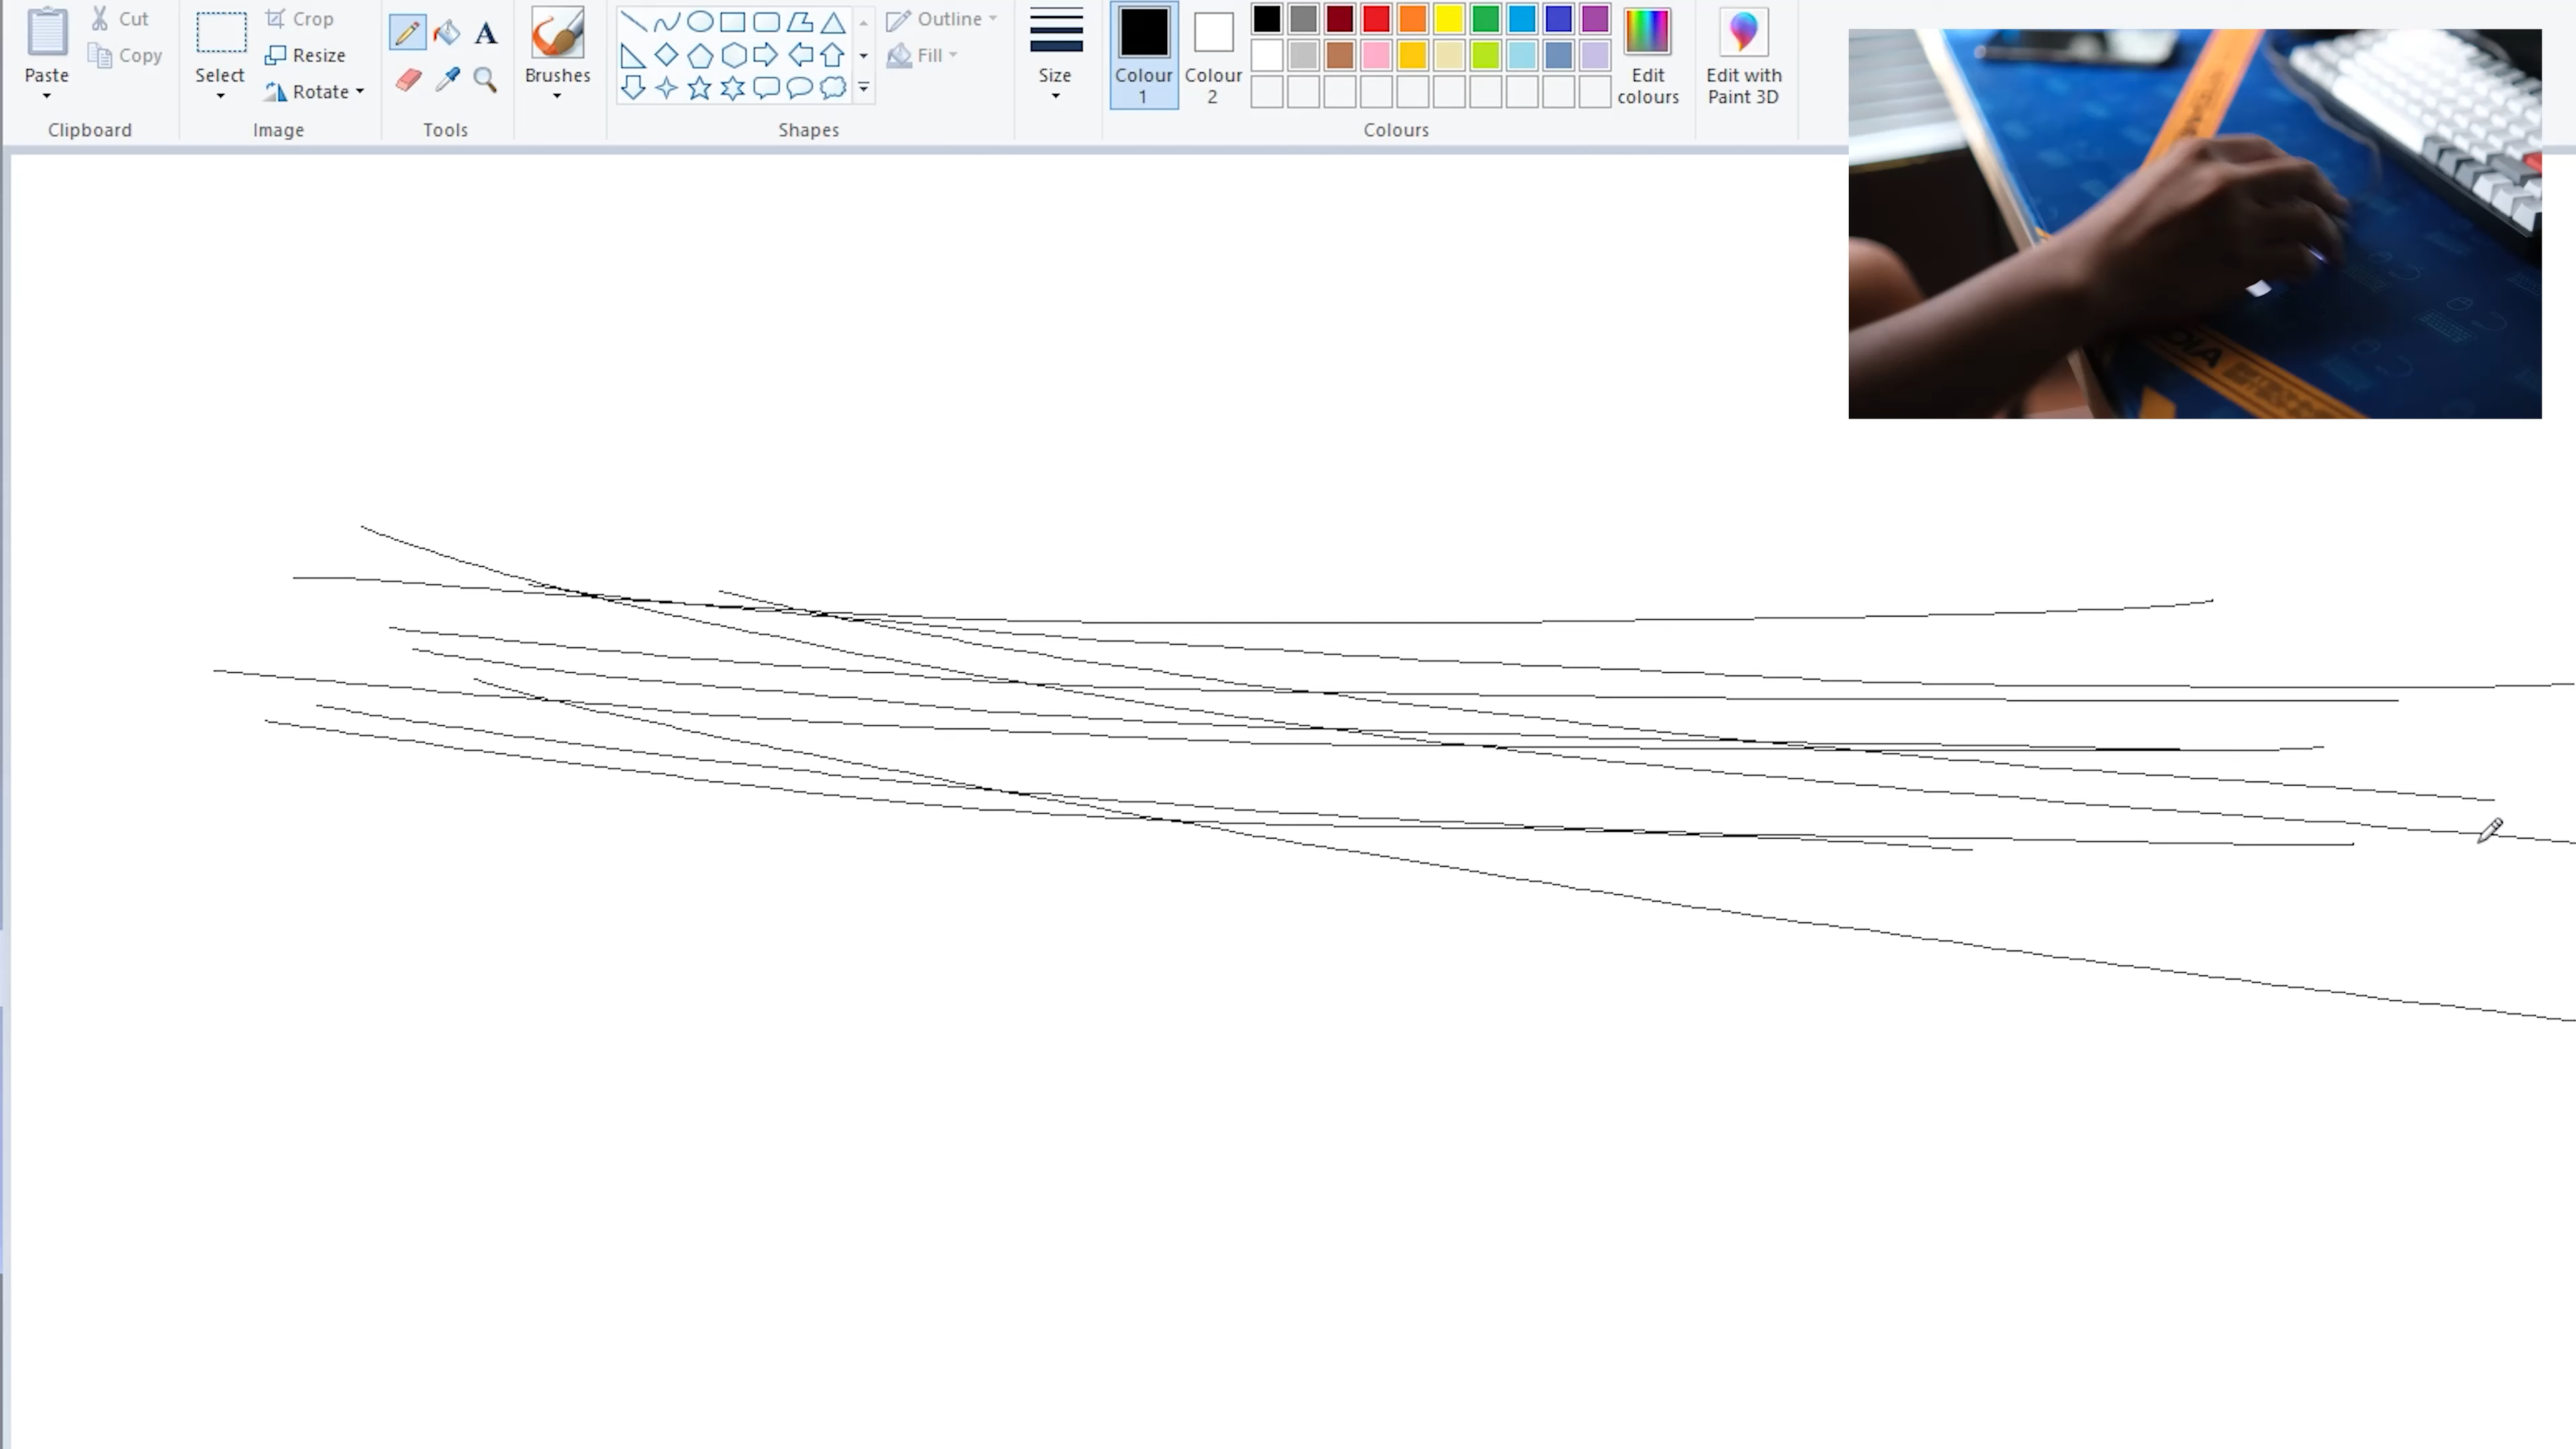 Paste
Cut
Copy
Clipboard
Select
Crop
Resize
Rotate
Image
A
Tools
Brushes
Shapes
Outline
Fill
Size
Colour
1
Colour
2
Edit
colours
Colours
Edit with
Paint 3D